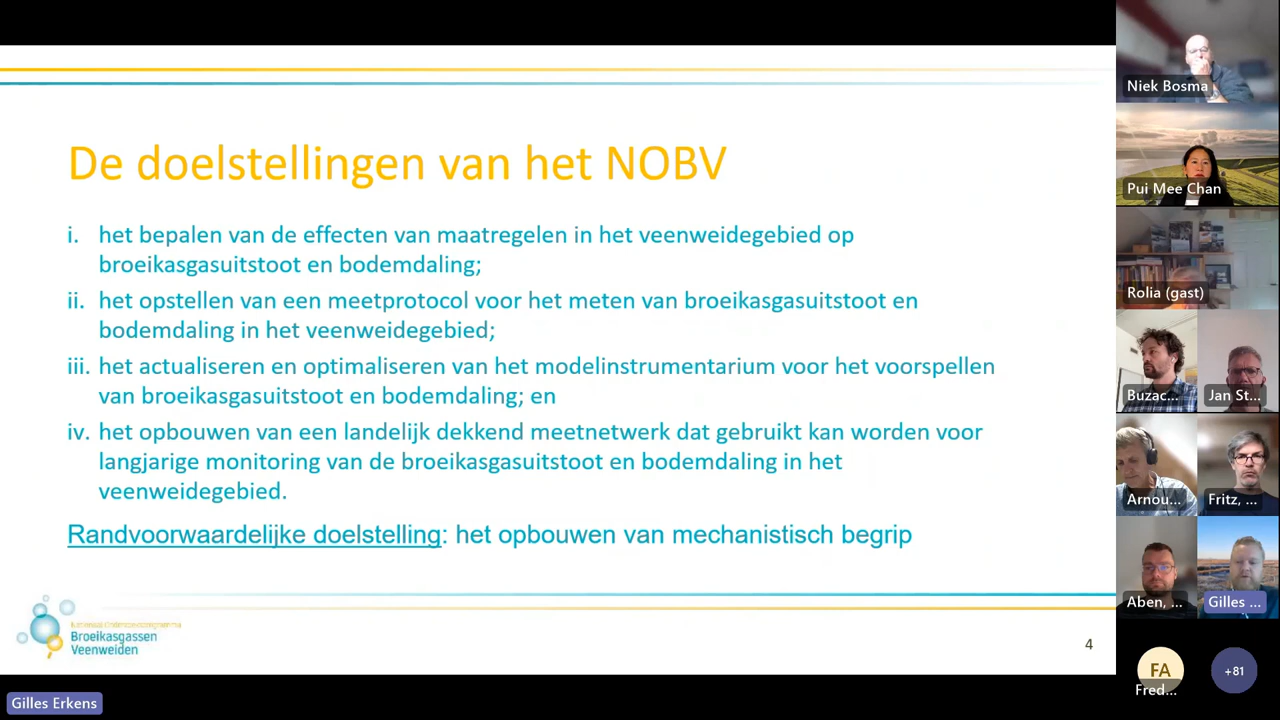 De doelstellingen van het NOBV
i. het bepalen van de effecten van maatregelen in het veenweidegebied op
broeikasgasuitstoot en bodemdaling;
ii. het opstellen van een meetprotocol voor het meten van broeikasgasuitstoot en
bodemdaling in het veenweidegebied;
iii. het actualiseren en optimaliseren van het modelinstrumentarium voor het voorspellen
van broeikasgasuitstoot en bodemdaling; en
iv. het opbouwen van een landelijk dekkend meetnetwerk dat gebruikt kan worden voor
langjarige monitoring van de broeikasgasuitstoot en bodemdaling in het
veenweidegebied.
Randvoorwaardelijke doelstelling: het opbouwen van mechanistisch begrip
Nationaal Onderzoeksprogramma
Broeikasgassen
Veenweiden
4
Gilles Erkens
Niek Bosma
Pui Mee Chan
Rolia (gast)
Buzac...
Jan St...
Arnou...
Fritz, ...
Aben, ...
Gilles ...
FA
Fred...
+81